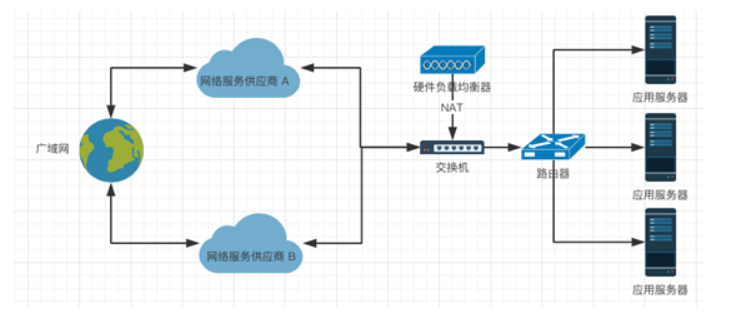 网络服务供应商 A
硬件负载均衡器
NAT
应用服务器
广域网
交换机
路由器
应用服务器
网络服务供应商 B
应用服务器